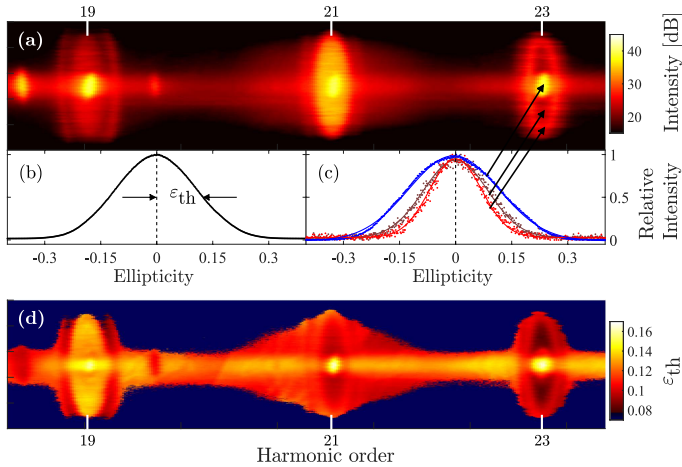 19 21 23
(a)
Intensity [dB]
40
30
20
(b)
ε_th
-0.3 -0.15 0 0.15 0.3
Ellipticity
(c)
1
0.5
0
Relative
Intensity
-0.3 -0.15 0 0.15 0.3
Ellipticity
(d)
0.16
0.14
0.12
0.1
0.08
ε_th
19 21 23
Harmonic order